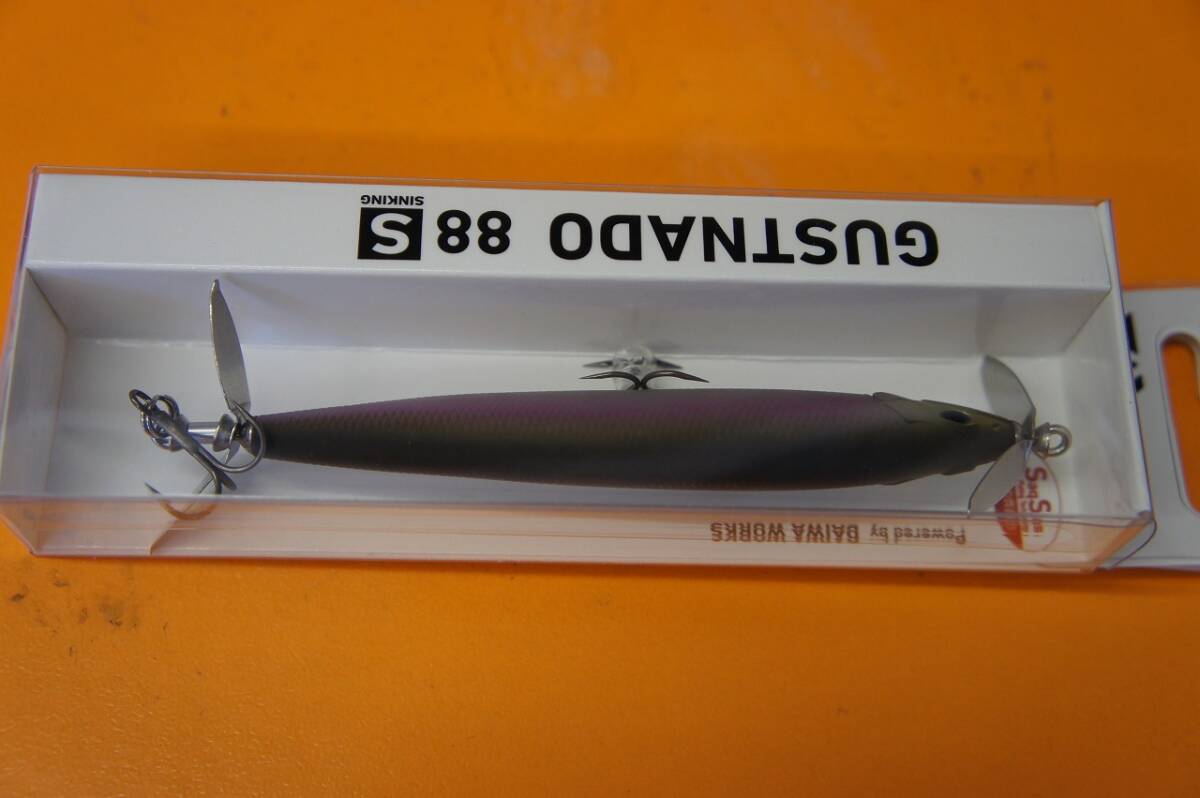 GUSTNADO 88 S
SINKING
Powered by DAIWA WORKS